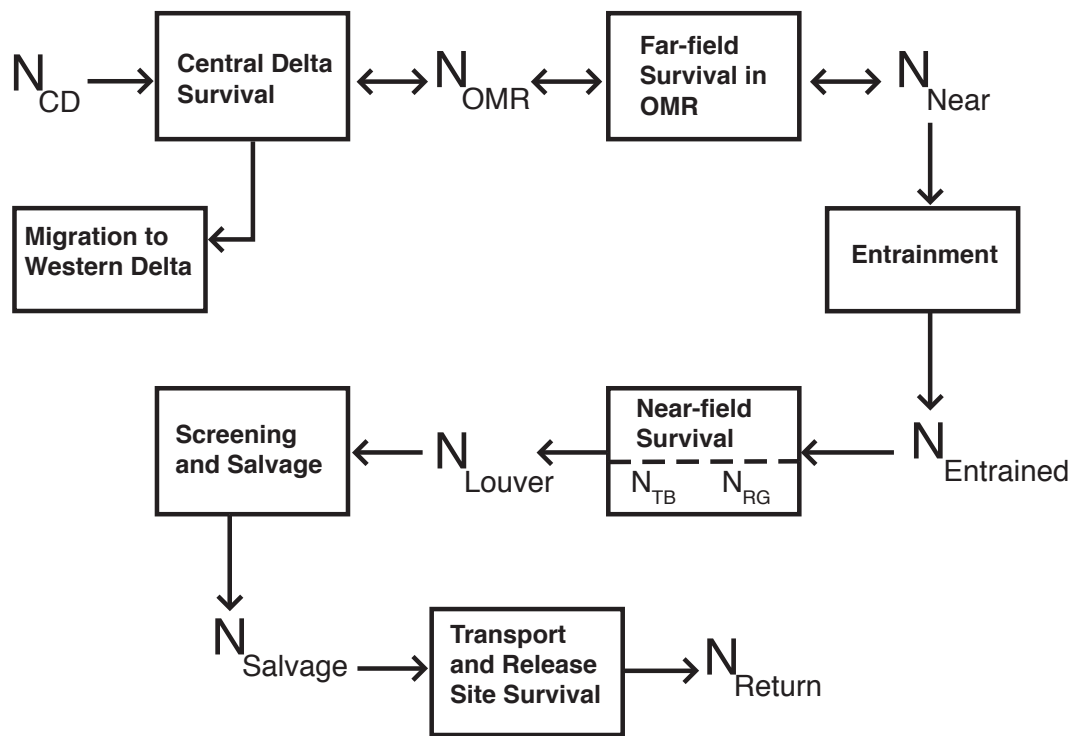 N_CD
Central Delta
Survival
N_OMR
Far-field
Survival in
OMR
N_Near
Migration to
Western Delta
Entrainment
Screening
and Salvage
N_Louver
Near-field
Survival
N_TB N_RG
N_Entrained
N_Salvage
Transport
and Release
Site Survival
N_Return